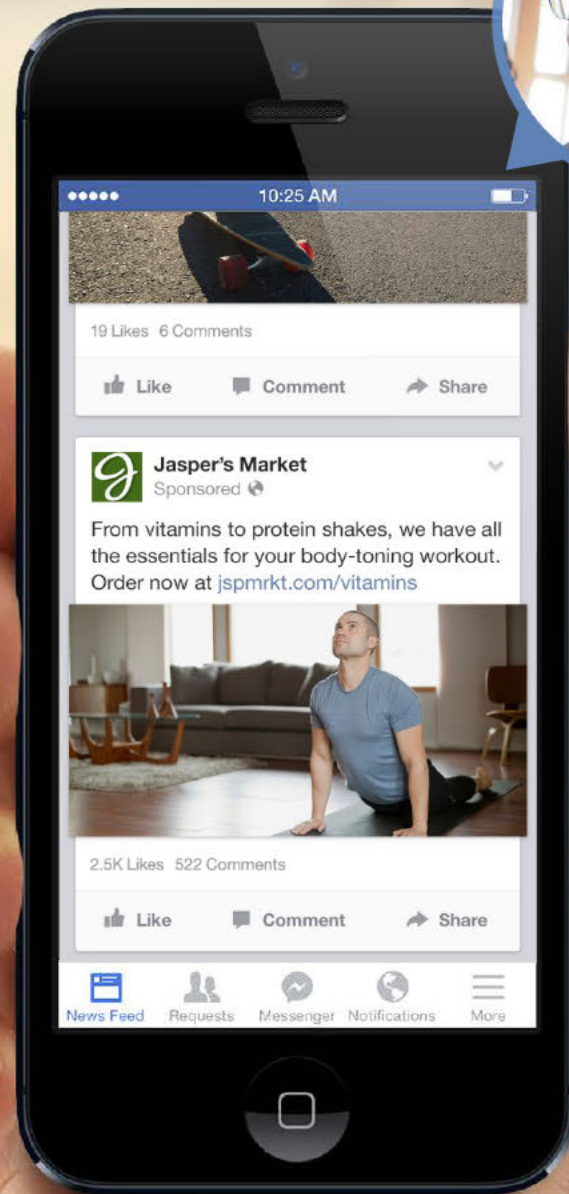 10:25 AM
19 Likes 6 Comments
Like Comment Share
Jasper's Market
Sponsored
From vitamins to protein shakes, we have all
the essentials for your body-toning workout.
Order now at jspmrkt.com/vitamins
2.5K Likes 522 Comments
Like Comment Share
News Feed Requests Messenger Notifications More